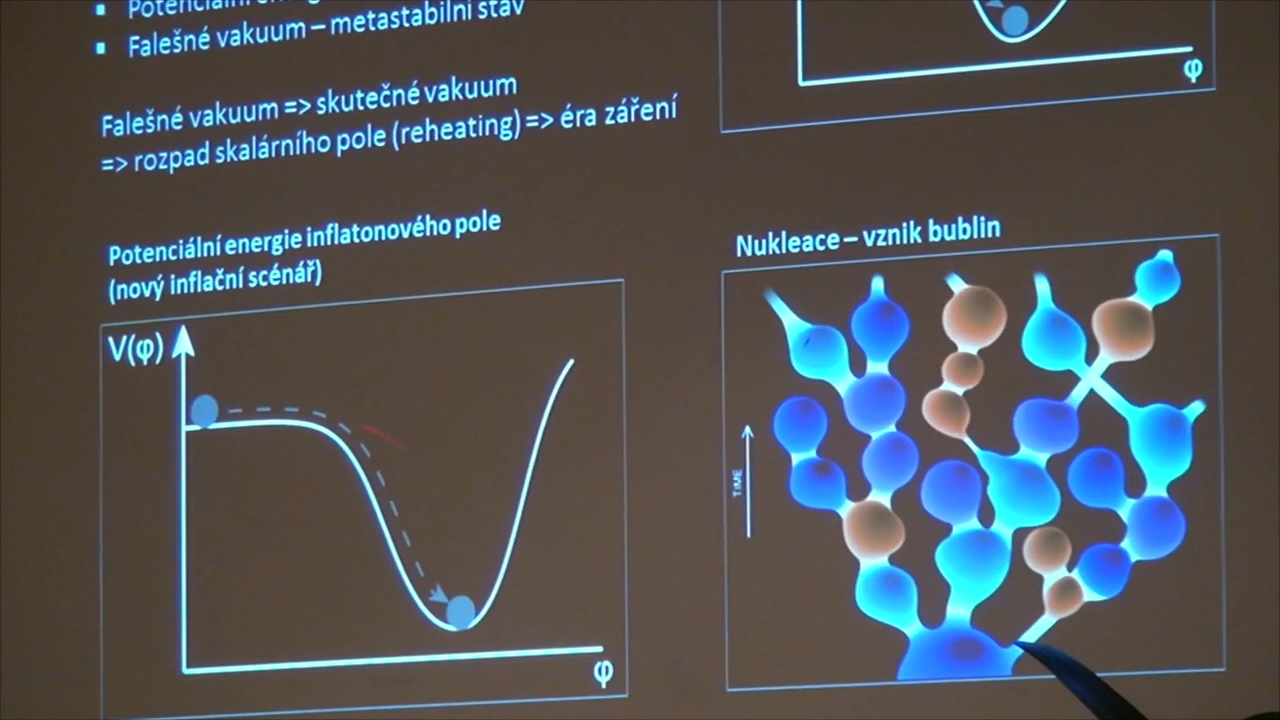 Potenciální
Falešné vakuum – metastabilní stav
Falešné vakuum => skutečné vakuum
=> rozpad skalárního pole (reheating) => éra záření
φ
Potenciální energie inflatonového pole
(nový inflační scénář)
V(φ)
φ
Nukleace – vznik bublin
TIME